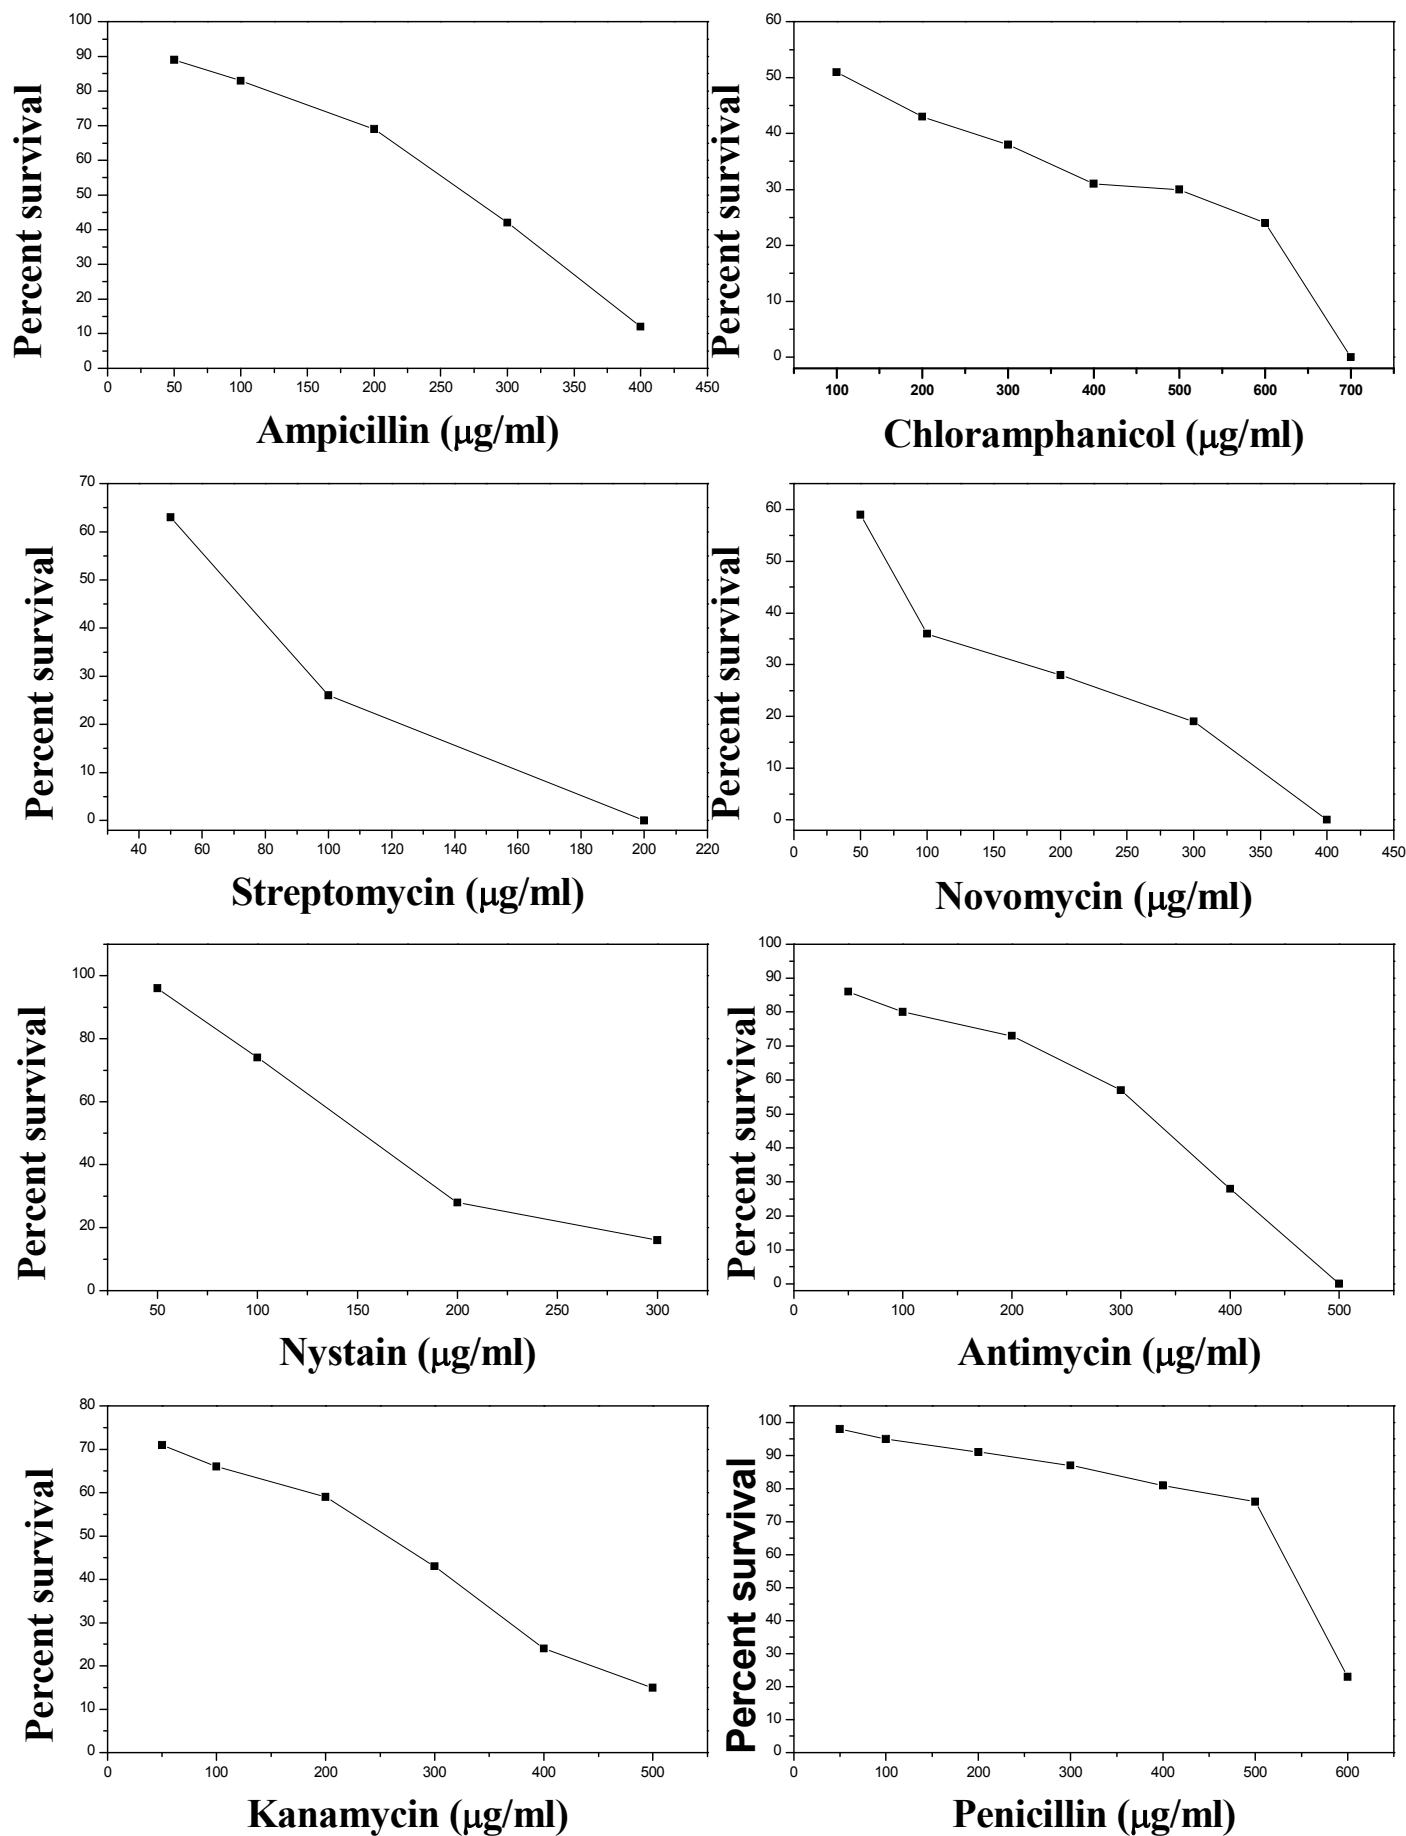 Percent survival
100
90
80
70
60
50
40
30
20
10
0
0 50 100 150 200 250 300 350 400 450
Ampicillin (μg/ml)
Percent survival
60
50
40
30
20
10
0
100 200 300 400 500 600 700
Chloramphanicol (μg/ml)
Percent survival
70
60
50
40
30
20
10
0
40 60 80 100 120 140 160 180 200 220
Streptomycin (μg/ml)
Percent survival
60
50
40
30
20
10
0
0 50 100 150 200 250 300 350 400 450
Novomycin (μg/ml)
Percent survival
100
80
60
40
20
0
50 100 150 200 250 300
Nystain (μg/ml)
Percent survival
100
90
80
70
60
50
40
30
20
10
0
0 100 200 300 400 500
Antimycin (μg/ml)
Percent survival
80
70
60
50
40
30
20
10
0
0 100 200 300 400 500
Kanamycin (μg/ml)
Percent survival
100
90
80
70
60
50
40
30
20
10
0
0 100 200 300 400 500 600
Penicillin (μg/ml)